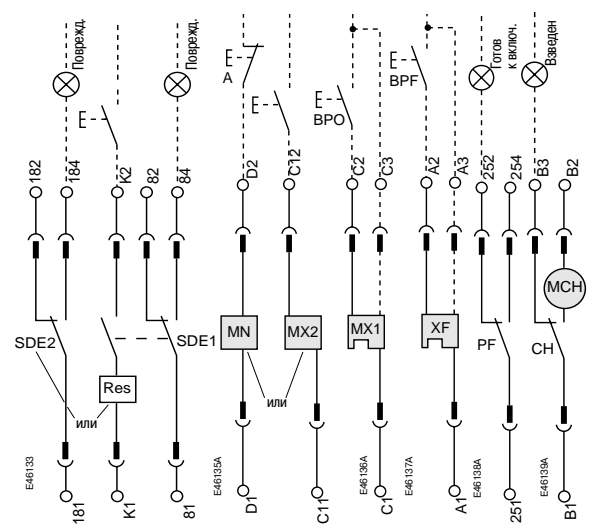 Поврежд.
Поврежд.
A
BPO
BPF
Готов
к включ.
Взведен
182
184
K2
82
84
D2
C12
C2
C3
A2
A3
252
254
B3
B2
MCH
SDE2
SDE1
MN
MX2
MX1
XF
PF
CH
Res
или
или
E46133
E46135A
E46136A
E46137A
E46138A
E46139A
181
K1
81
D1
C11
C1
A1
251
B1